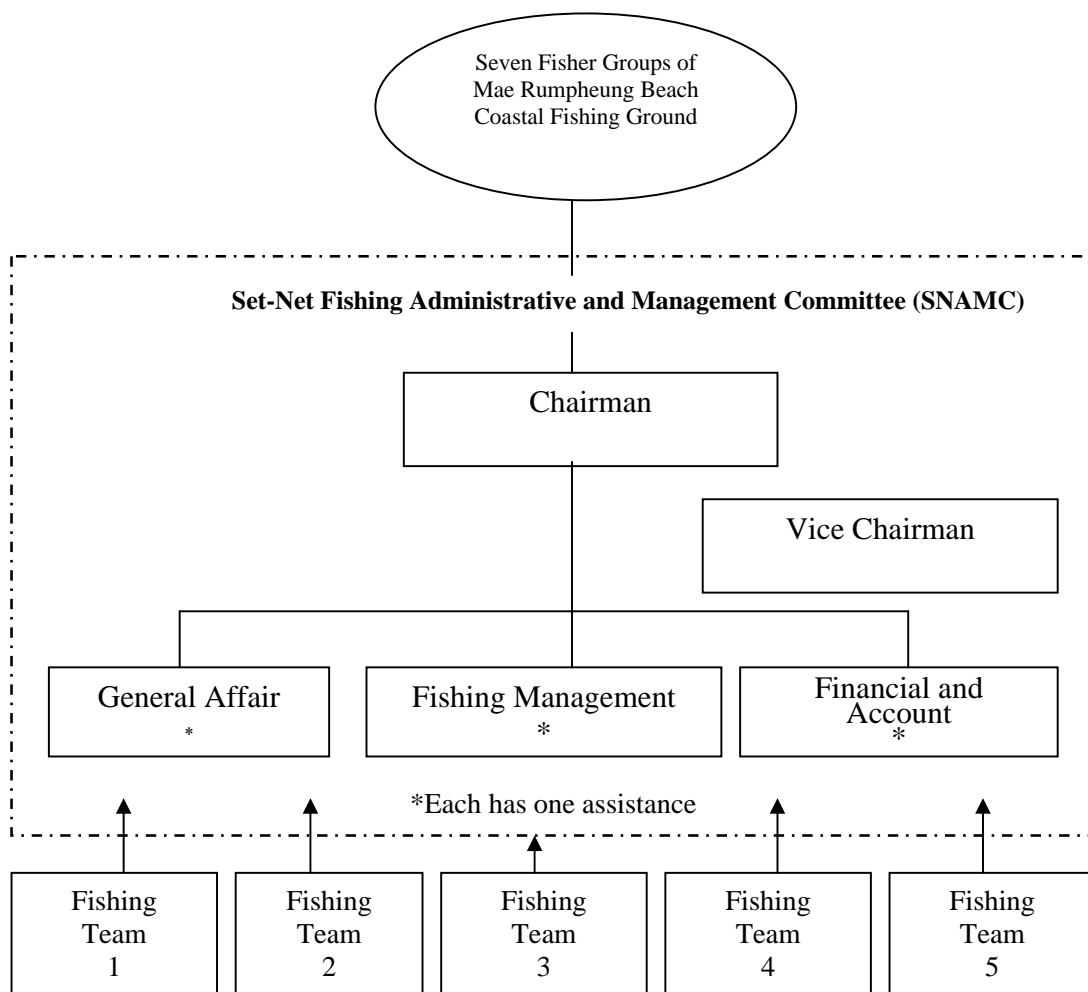 Seven Fisher Groups of
Mae Rumpheung Beach
Coastal Fishing Ground
Set-Net Fishing Administrative and Management Committee (SNAMC)
Chairman
Vice Chairman
General Affair
*
Fishing Management
*
Financial and
Account
*
*Each has one assistance
Fishing
Team
1
Fishing
Team
2
Fishing
Team
3
Fishing
Team
4
Fishing
Team
5